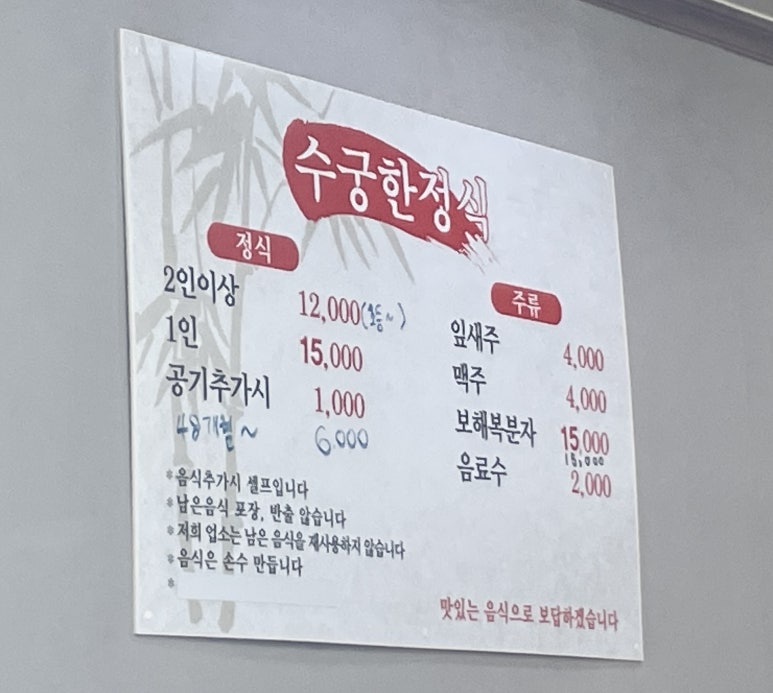 수궁한정식
정식
2인이상 12,000(초등~)
1인 15,000
공기추가시 1,000
48개월~ 6000
*음식추가시 셀프입니다
*남은음식 포장, 반출 않습니다
*저희 업소는 남은 음식을 재사용하지 않습니다
*음식은 손수 만듭니다
*
주류
잎새주 4,000
맥주 4,000
보해복분자 15,000
15,000
음료수 2,000
맛있는 음식으로 보답하겠습니다